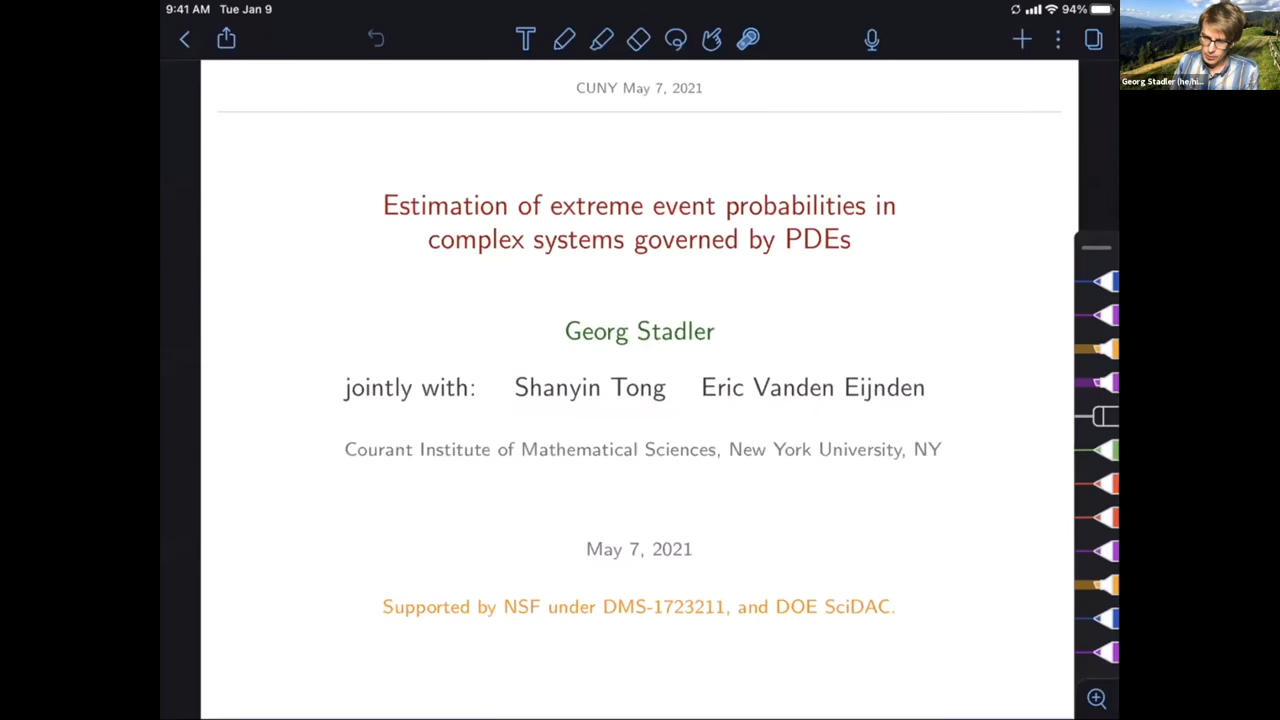 9:41 AM Tue Jan 9
94%
Georg Stadler (he/hi...
CUNY May 7, 2021
Estimation of extreme event probabilities in
complex systems governed by PDEs
Georg Stadler
jointly with: Shanyin Tong Eric Vanden Eijnden
Courant Institute of Mathematical Sciences, New York University, NY
May 7, 2021
Supported by NSF under DMS-1723211, and DOE SciDAC.